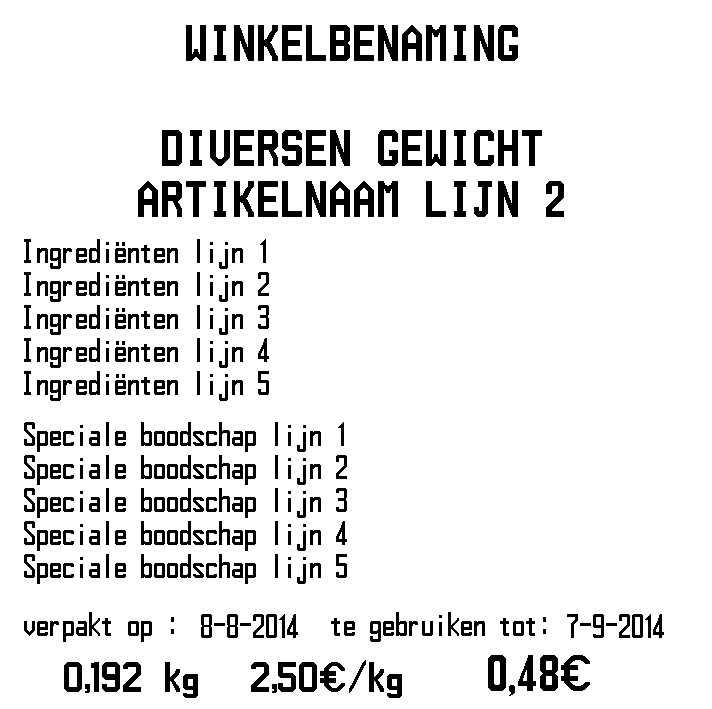 WINKELBENAMING
DIVERSEN GEWICHT
ARTIKELNAAM LIJN 2
Ingrediënten lijn 1
Ingrediënten lijn 2
Ingrediënten lijn 3
Ingrediënten lijn 4
Ingrediënten lijn 5
Speciale boodschap lijn 1
Speciale boodschap lijn 2
Speciale boodschap lijn 3
Speciale boodschap lijn 4
Speciale boodschap lijn 5
verpakt op : 8-8-2014 te gebruiken tot: 7-9-2014
0,192 kg 2,50€/kg 0,48€